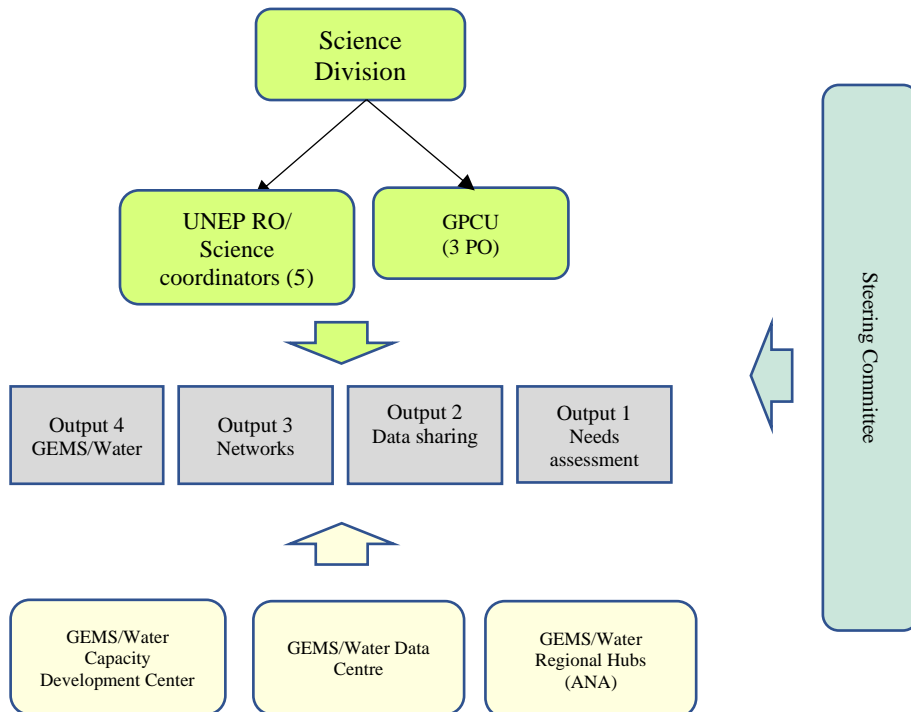 Science
Division
UNEP RO/
Science
coordinators (5)
GPCU
(3 PO)
Steering Committee
Output 4
GEMS/Water
Output 3
Networks
Output 2
Data sharing
Output 1
Needs
assessment
GEMS/Water
Capacity
Development Center
GEMS/Water Data
Centre
GEMS/Water
Regional Hubs
(ANA)